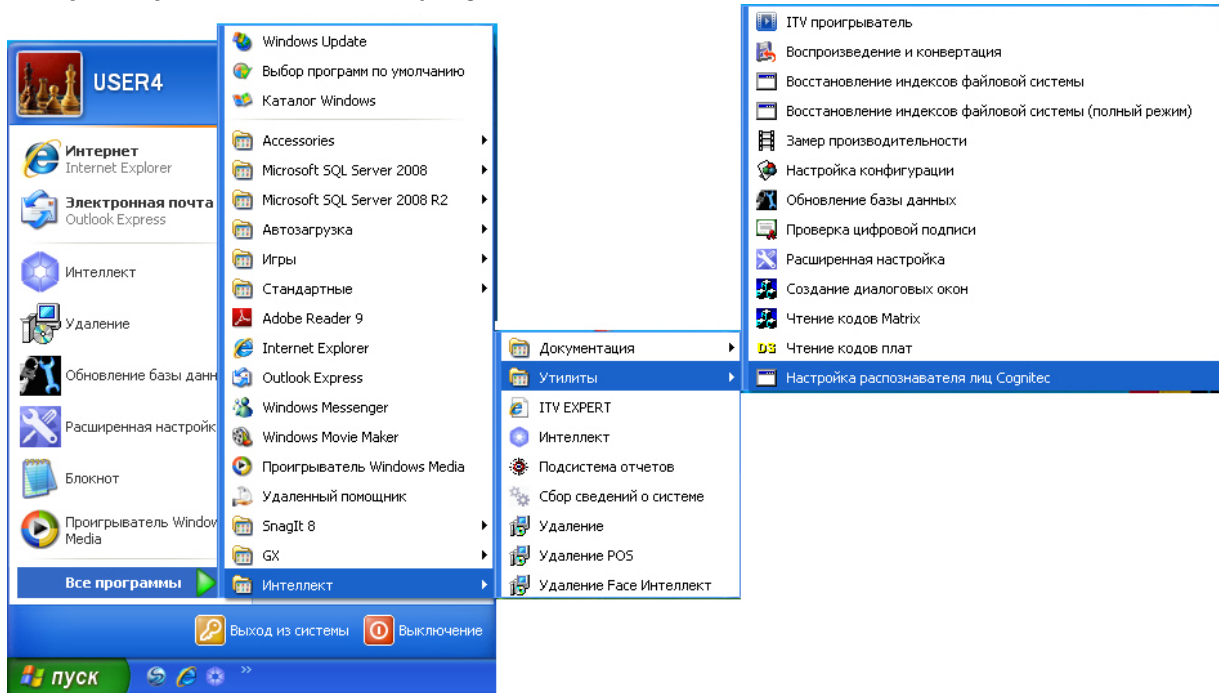 USER4
Интернет
Internet Explorer
Электронная почта
Outlook Express
Интеллект
Удаление
Обновление базы данн
Расширенная настройк
Блокнот
Проигрыватель Window
Media
Все программы
Выход из системы
Выключение
пуск
»
Windows Update
Выбор программ по умолчанию
Каталог Windows
Accessories
Microsoft SQL Server 2008
Microsoft SQL Server 2008 R2
Автозагрузка
Игры
Стандартные
Adobe Reader 9
Internet Explorer
Outlook Express
Windows Messenger
Windows Movie Maker
Проигрыватель Windows Media
Удаленный помощник
SnagIt 8
GX
Интеллект
Документация
Утилиты
ITV EXPERT
Интеллект
Подсистема отчетов
Сбор сведений о системе
Удаление
Удаление POS
Удаление Face Интеллект
ITV проигрыватель
Воспроизведение и конвертация
Восстановление индексов файловой системы
Восстановление индексов файловой системы (полный режим)
Замер производительности
Настройка конфигурации
Обновление базы данных
Проверка цифровой подписи
Расширенная настройка
Создание диалоговых окон
Чтение кодов Matrix
DS Чтение кодов плат
Настройка распознавателя лиц Cognitec